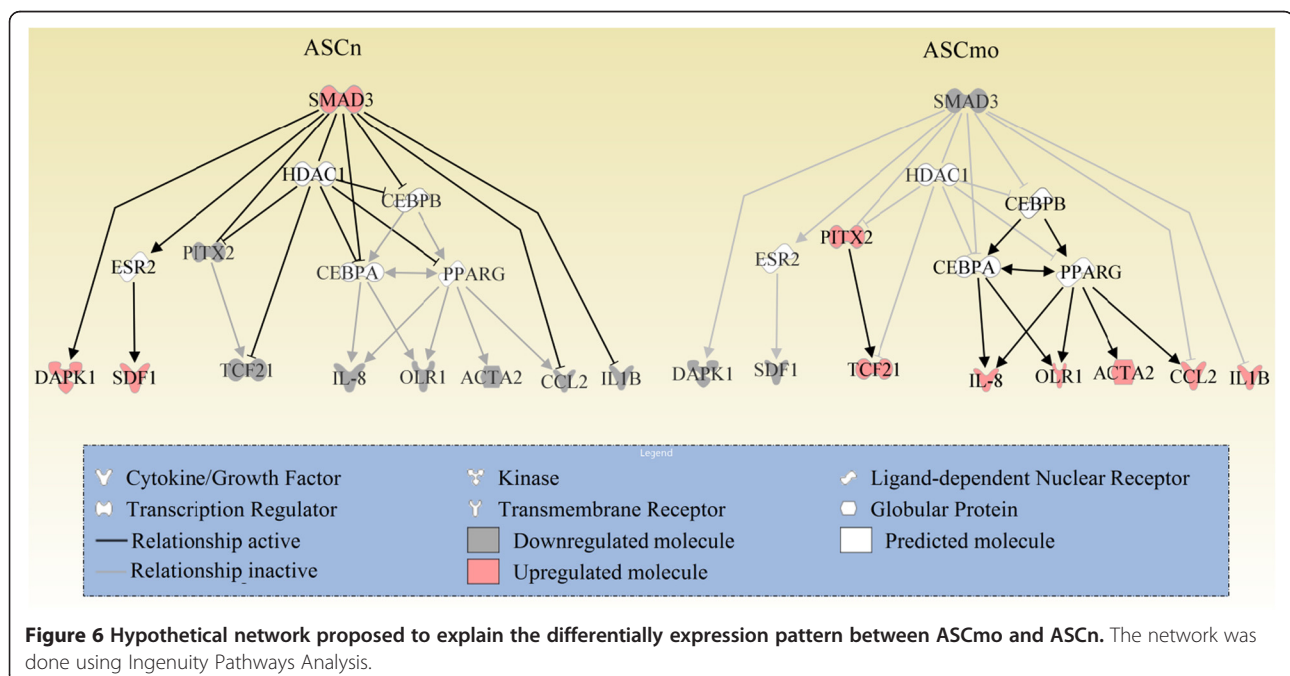 ASCn
ASCmo
SMAD3
SMAD3
HDAC1
HDAC1
CEBPB
CEBPB
PITX2
PITX2
ESR2
CEBPA
PPARG
ESR2
CEBPA
PPARG
DAPK1
SDF1
TCF21
IL-8
OLR1
ACTA2
CCL2
IL1B
DAPK1
SDF1
TCF21
IL-8
OLR1
ACTA2
CCL2
IL1B
Legend
Cytokine/Growth Factor
Kinase
Ligand-dependent Nuclear Receptor
Transcription Regulator
Transmembrane Receptor
Globular Protein
Relationship active
Downregulated molecule
Predicted molecule
Relationship inactive
Upregulated molecule
Figure 6 Hypothetical network proposed to explain the differentially expression pattern between ASCmo and ASCn. The network was
done using Ingenuity Pathways Analysis.